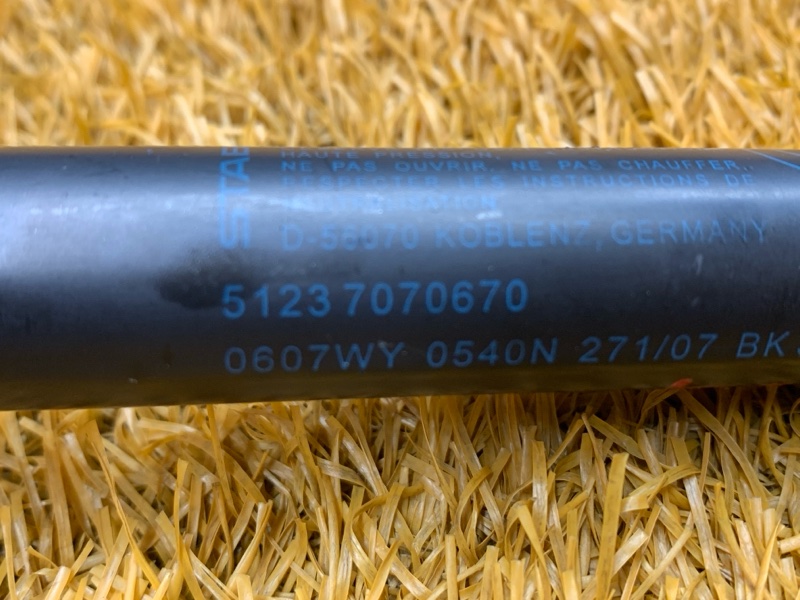 STAB
HAUTE PRESSION,
NE PAS OUVRIR, NE PAS CHAUFFER..
RESPECTER LES INSTRUCTIONS DE
D-56070 KOBLENZ, GERMANY
51237070670
0607WY 0540N 271/07 BK